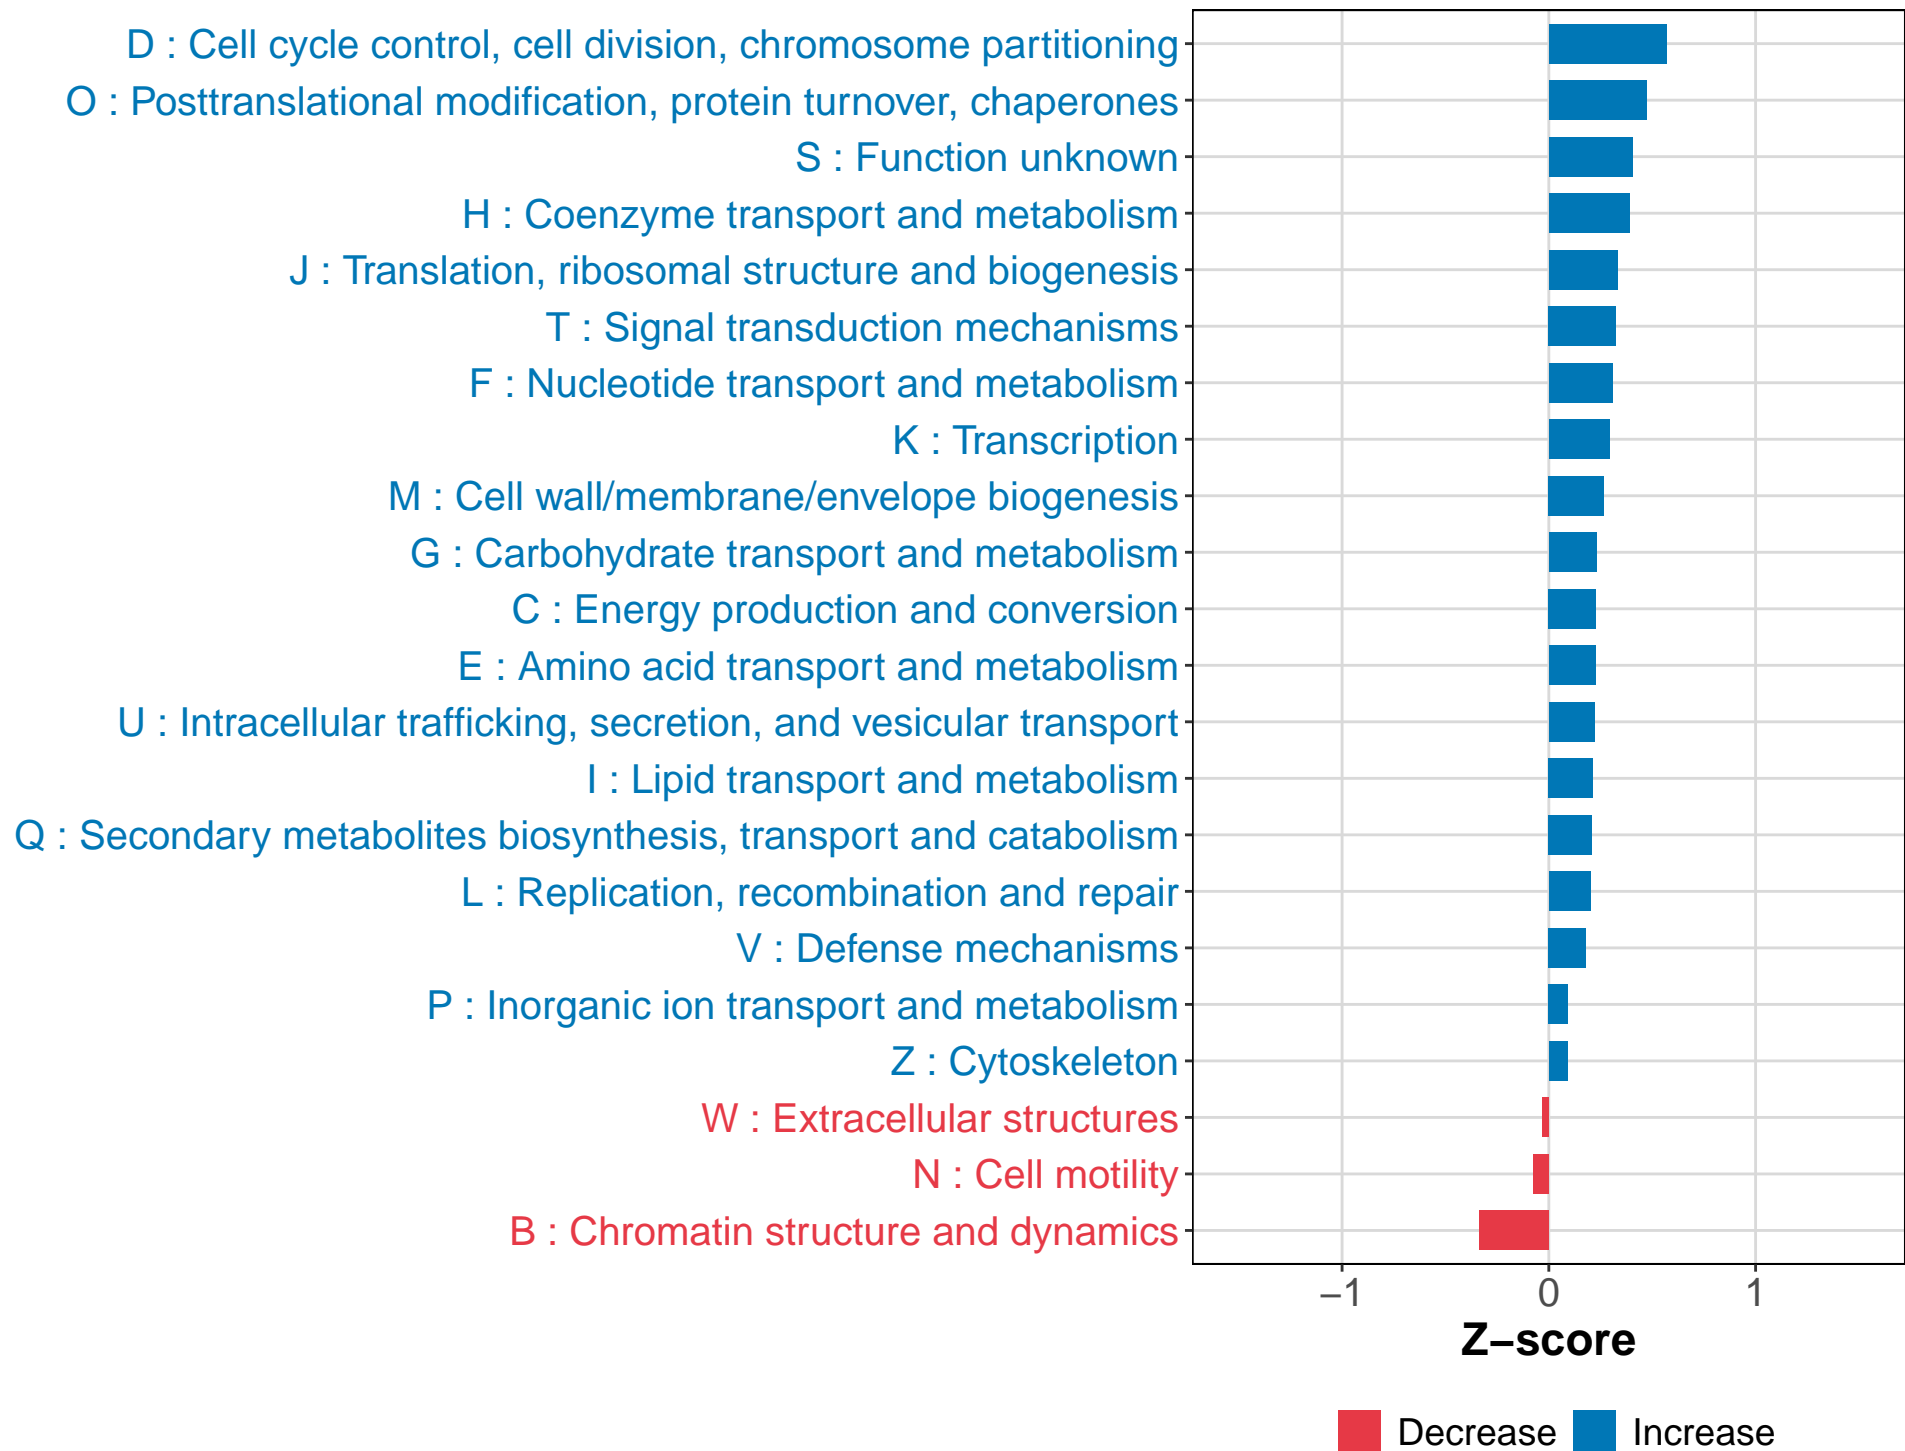 D : Cell cycle control, cell division, chromosome partitioning
O : Posttranslational modification, protein turnover, chaperones
S : Function unknown
H : Coenzyme transport and metabolism
J : Translation, ribosomal structure and biogenesis
T : Signal transduction mechanisms
F : Nucleotide transport and metabolism
K : Transcription
M : Cell wall/membrane/envelope biogenesis
G : Carbohydrate transport and metabolism
C : Energy production and conversion
E : Amino acid transport and metabolism
U : Intracellular trafficking, secretion, and vesicular transport
I : Lipid transport and metabolism
Q : Secondary metabolites biosynthesis, transport and catabolism
L : Replication, recombination and repair
V : Defense mechanisms
P : Inorganic ion transport and metabolism
Z : Cytoskeleton
W : Extracellular structures
N : Cell motility
B : Chromatin structure and dynamics
−1 0 1
Z−score
Decrease Increase